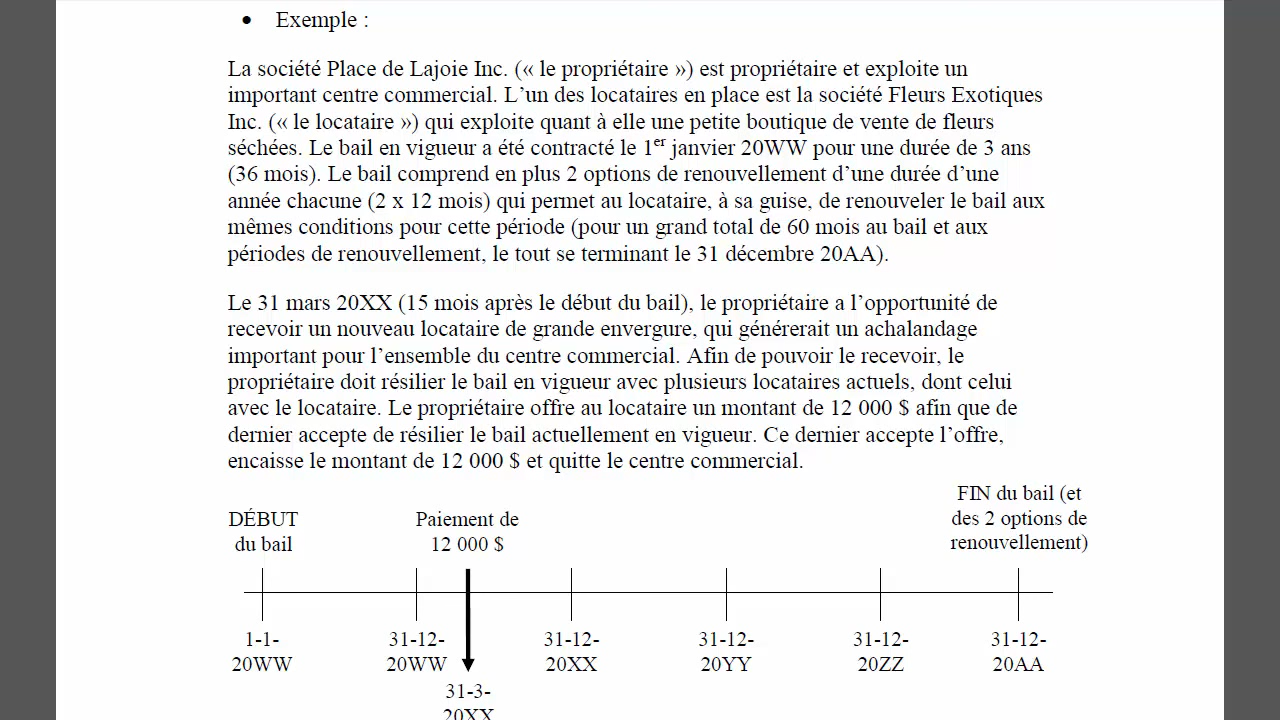 • Exemple :
La société Place de Lajoie Inc. (« le propriétaire ») est propriétaire et exploite un
important centre commercial. L’un des locataires en place est la société Fleurs Exotiques
Inc. (« le locataire ») qui exploite quant à elle une petite boutique de vente de fleurs
séchées. Le bail en vigueur a été contracté le 1er janvier 20WW pour une durée de 3 ans
(36 mois). Le bail comprend en plus 2 options de renouvellement d’une durée d’une
année chacune (2 x 12 mois) qui permet au locataire, à sa guise, de renouveler le bail aux
mêmes conditions pour cette période (pour un grand total de 60 mois au bail et aux
périodes de renouvellement, le tout se terminant le 31 décembre 20AA).
Le 31 mars 20XX (15 mois après le début du bail), le propriétaire a l’opportunité de
recevoir un nouveau locataire de grande envergure, qui générerait un achalandage
important pour l’ensemble du centre commercial. Afin de pouvoir le recevoir, le
propriétaire doit résilier le bail en vigueur avec plusieurs locataires actuels, dont celui
avec le locataire. Le propriétaire offre au locataire un montant de 12 000 $ afin que de
dernier accepte de résilier le bail actuellement en vigueur. Ce dernier accepte l’offre,
encaisse le montant de 12 000 $ et quitte le centre commercial.
DÉBUT
du bail
Paiement de
12 000 $
FIN du bail (et
des 2 options de
renouvellement)
1-1-
20WW
31-12-
20WW
31-3-
20XX
31-12-
20XX
31-12-
20YY
31-12-
20ZZ
31-12-
20AA